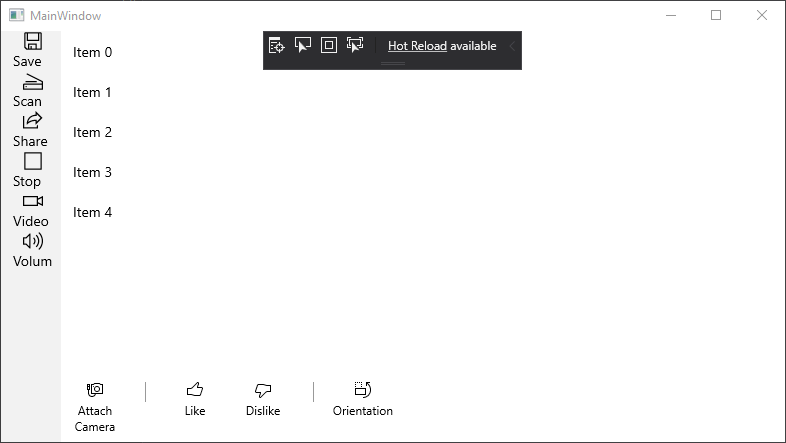 MainWindow
Hot Reload available
Save
Scan
Share
Stop
Video
Volum
Item 0
Item 1
Item 2
Item 3
Item 4
Attach
Camera
Like
Dislike
Orientation